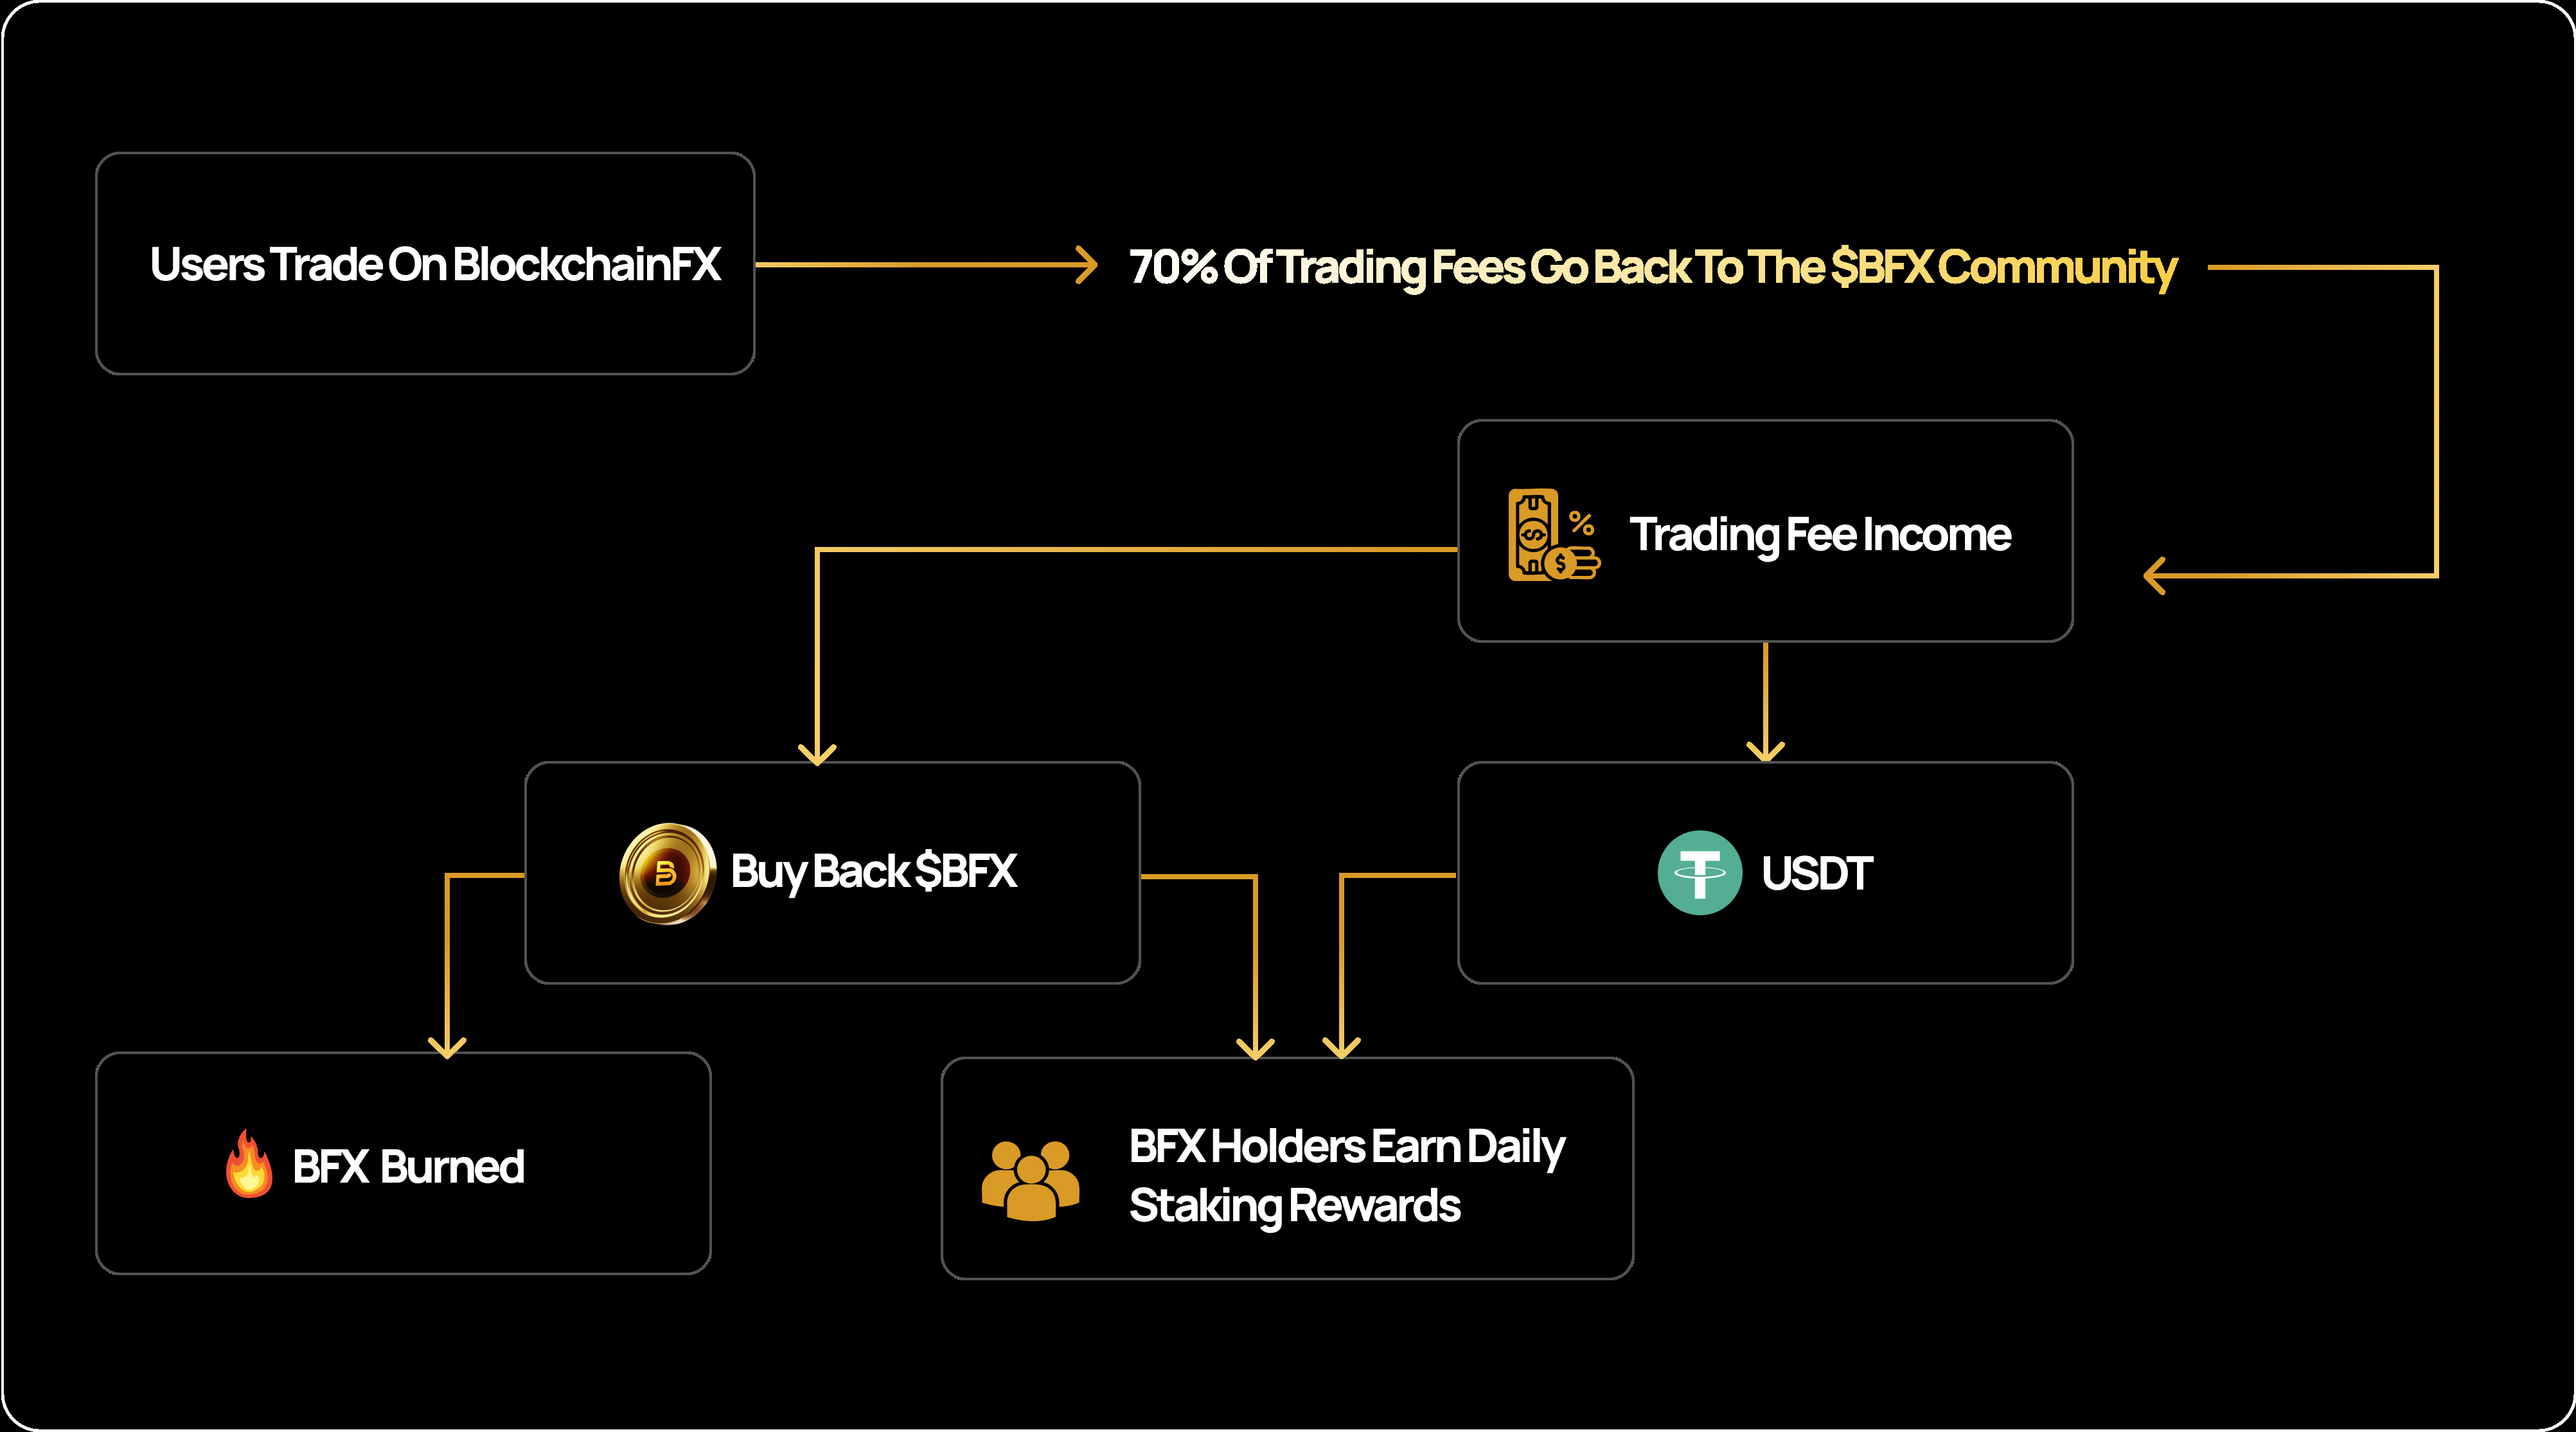 Users Trade On BlockchainFX
70% Of Trading Fees Go Back To The $BFX Community
Trading Fee Income
Buy Back $BFX
USDT
BFX Burned
BFX Holders Earn Daily
Staking Rewards